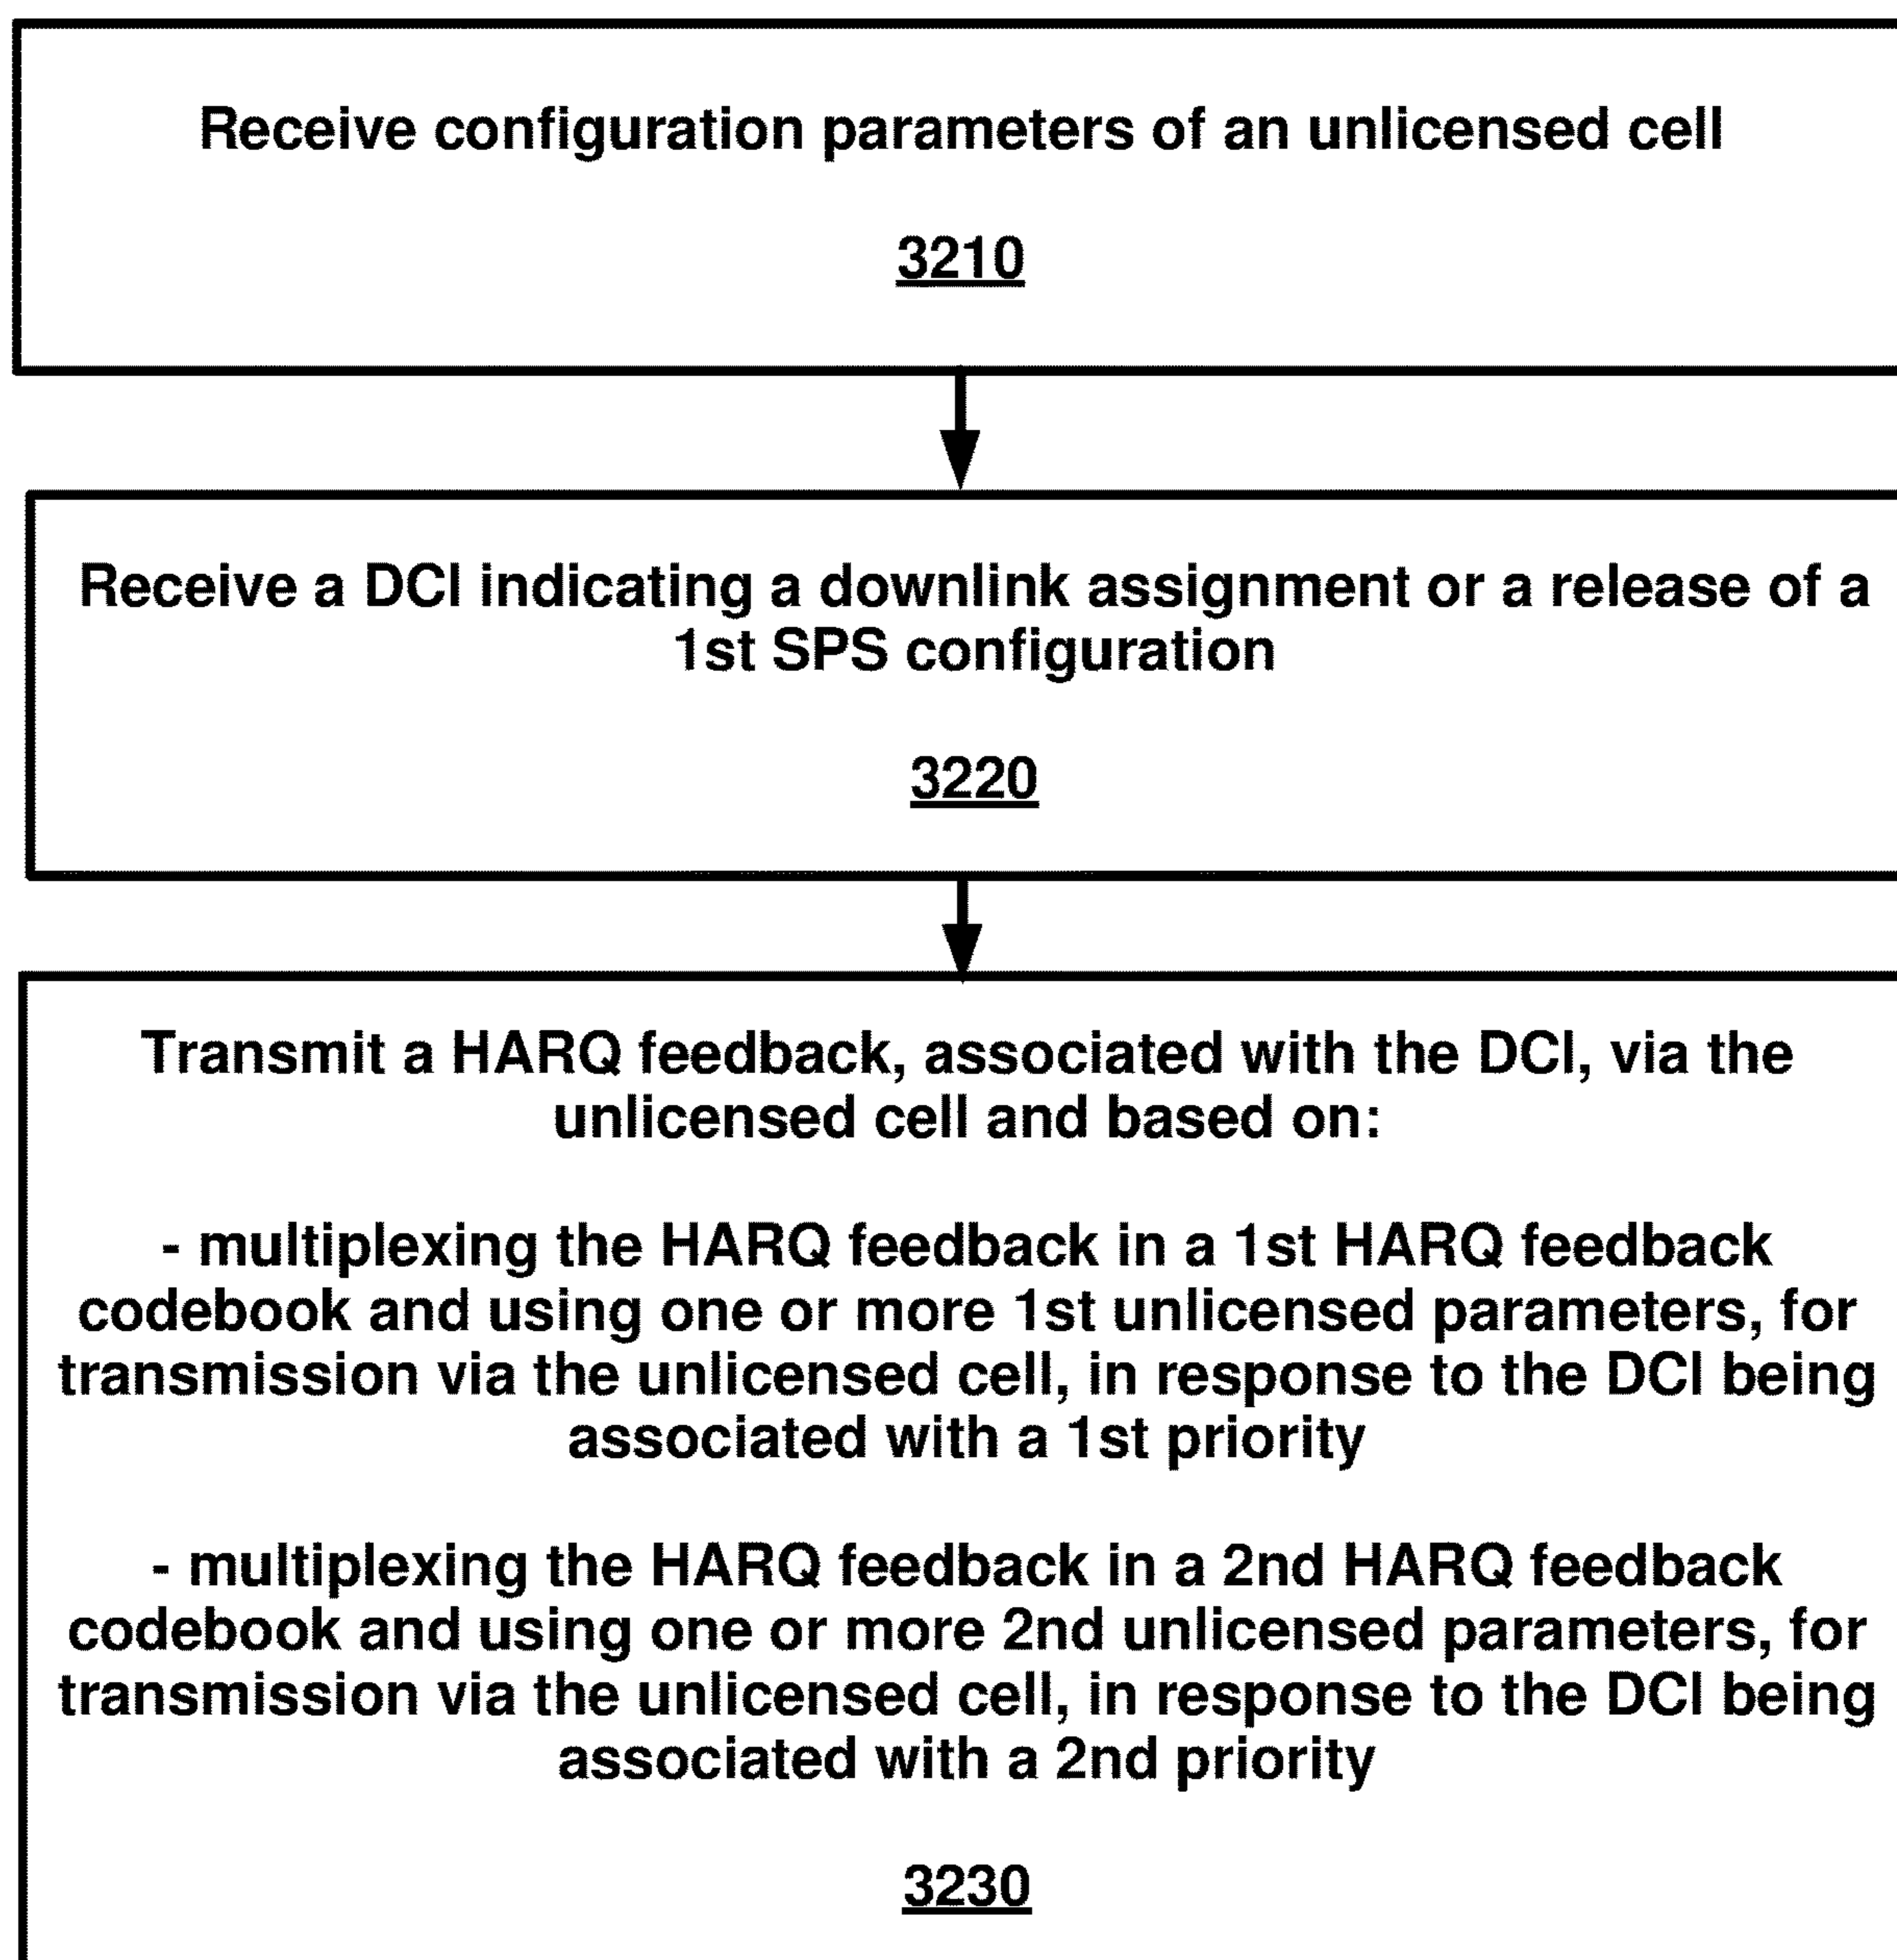 Receive configuration parameters of an unlicensed cell
3210
Receive a DCI indicating a downlink assignment or a release of a
1st SPS configuration
3220
Transmit a HARQ feedback, associated with the DCI, via the
unlicensed cell and based on:
- multiplexing the HARQ feedback in a 1st HARQ feedback
codebook and using one or more 1st unlicensed parameters, for
transmission via the unlicensed cell, in response to the DCI being
associated with a 1st priority
- multiplexing the HARQ feedback in a 2nd HARQ feedback
codebook and using one or more 2nd unlicensed parameters, for
transmission via the unlicensed cell, in response to the DCI being
associated with a 2nd priority
3230